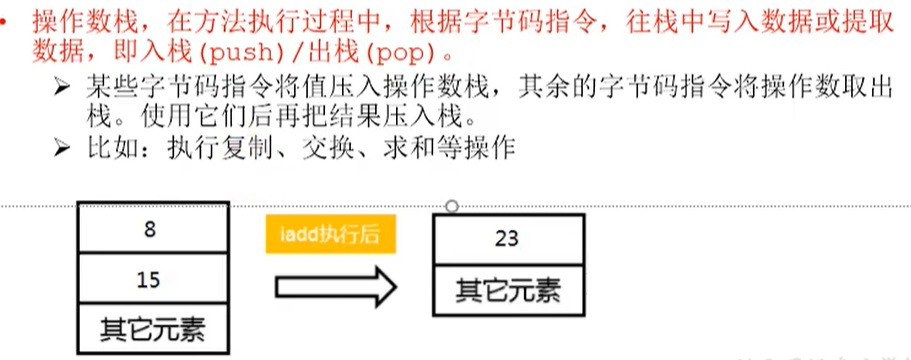 • 操作数栈，在方法执行过程中，根据字节码指令，往栈中写入数据或提取
数据，即入栈(push)/出栈(pop)。
➢ 某些字节码指令将值压入操作数栈，其余的字节码指令将操作数取出
栈。使用它们后再把结果压入栈。
➢ 比如：执行复制、交换、求和等操作
8
15
其它元素
iadd执行后
23
其它元素